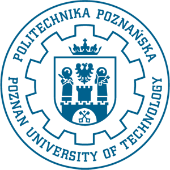 POLITECHNIKA POZNAŃSKA
POZNAN UNIVERSITY OF TECHNOLOGY